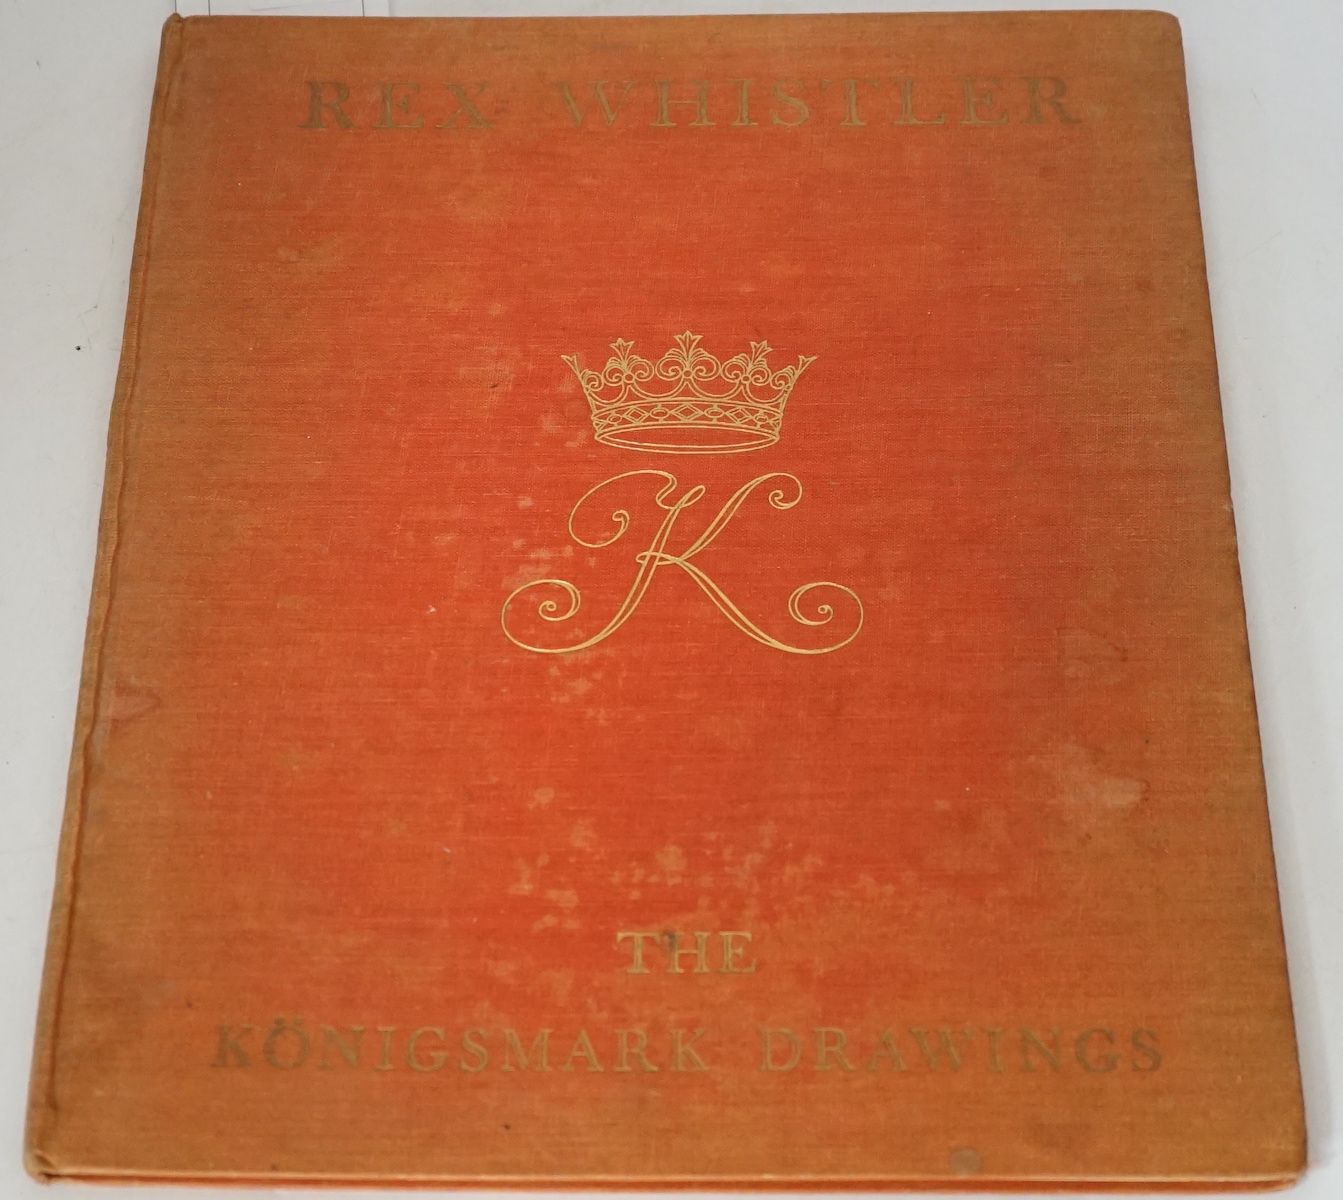 REX WHISTLER
K
THE
KÖNIGSMARK DRAWINGS